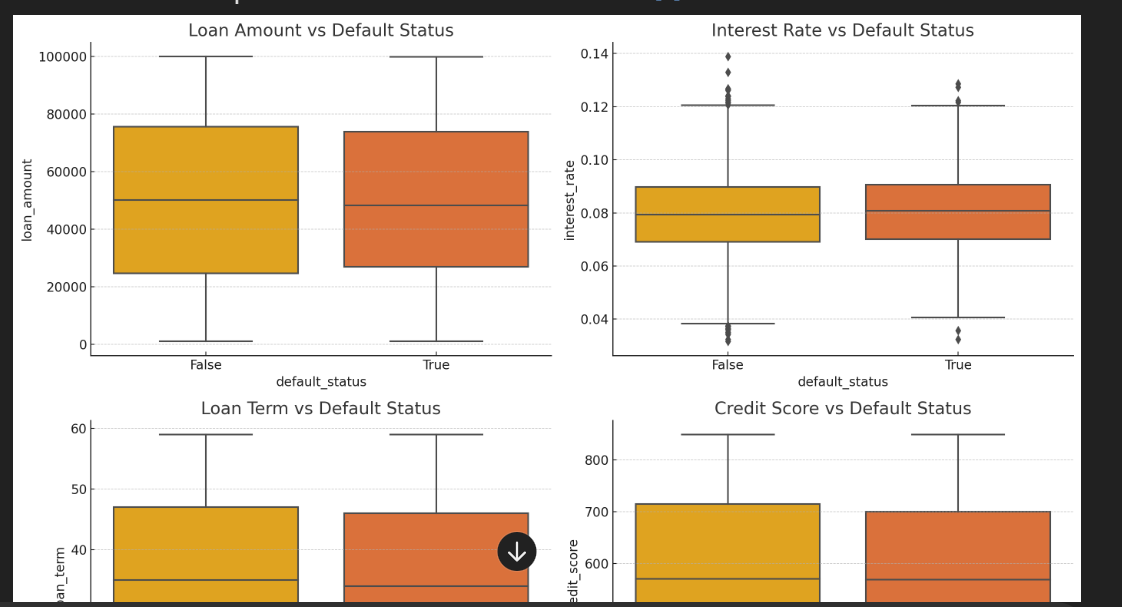 Loan Amount vs Default Status
100000
80000
60000
40000
20000
0
loan_amount
False
True
default_status
Interest Rate vs Default Status
0.14
0.12
0.10
0.08
0.06
0.04
interest_rate
False
True
default_status
Loan Term vs Default Status
60
50
40
an_term
Credit Score vs Default Status
800
700
600
edit_score